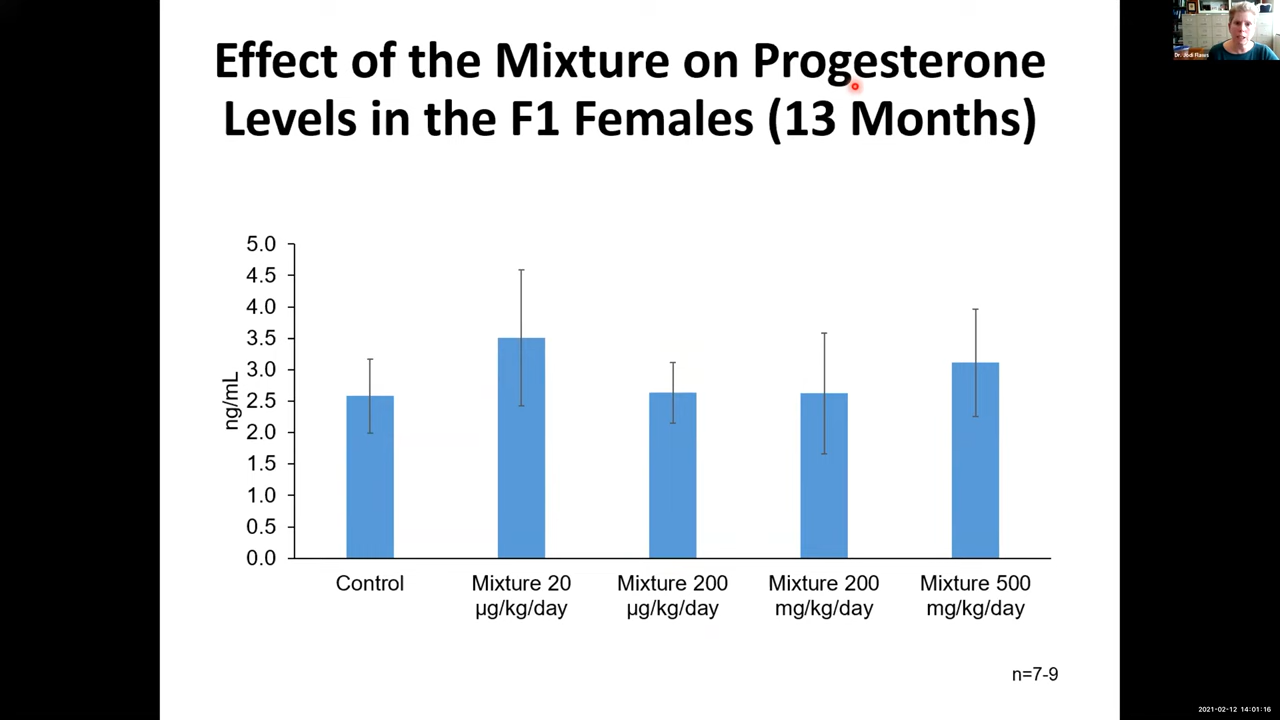 Effect of the Mixture on Progesterone
Levels in the F1 Females (13 Months)
Dr. Jodi Flaws
5.0
4.5
4.0
3.5
3.0
2.5
2.0
1.5
1.0
0.5
0.0
ng/mL
Control
Mixture 20
µg/kg/day
Mixture 200
µg/kg/day
Mixture 200
mg/kg/day
Mixture 500
mg/kg/day
n=7-9
2021-02-12 14:01:16